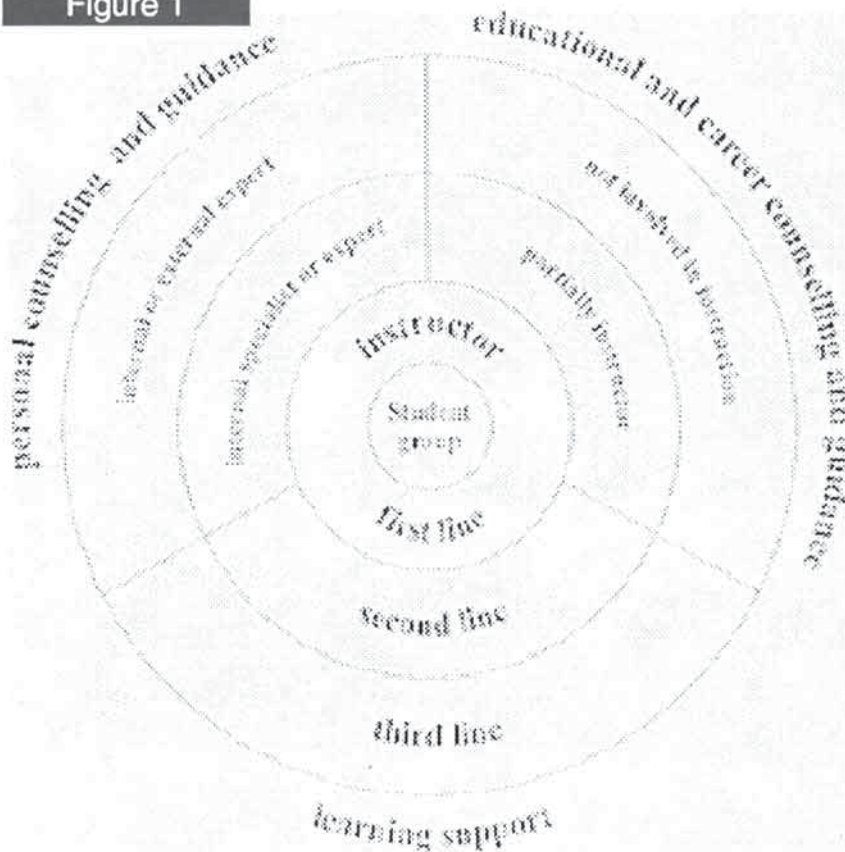 Figure 1
personal counselling and guidance
educational and career counselling and guidance
internal or external expert
not involved in instruction
internal specialist or expert
partially instructor
instructor
Student
group
first line
second line
third line
learning support